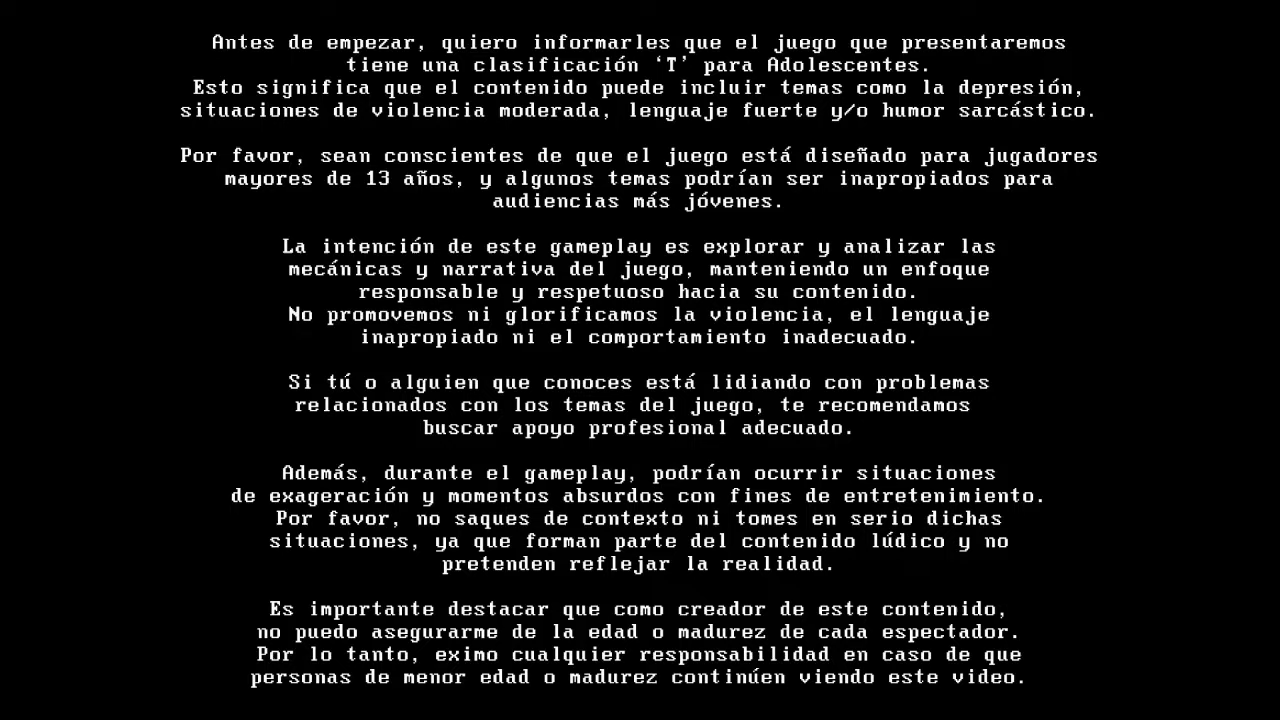 Antes de empezar, quiero informarles que el juego que presentaremos
tiene una clasificación ‘T’ para Adolescentes.
Esto significa que el contenido puede incluir temas como la depresión,
situaciones de violencia moderada, lenguaje fuerte y/o humor sarcástico.
Por favor, sean conscientes de que el juego está diseñado para jugadores
mayores de 13 años, y algunos temas podrían ser inapropiados para
audiencias más jóvenes.
La intención de este gameplay es explorar y analizar las
mecánicas y narrativa del juego, manteniendo un enfoque
responsable y respetuoso hacia su contenido.
No promovemos ni glorificamos la violencia, el lenguaje
inapropiado ni el comportamiento inadecuado.
Si tú o alguien que conoces está lidiando con problemas
relacionados con los temas del juego, te recomendamos
buscar apoyo profesional adecuado.
Además, durante el gameplay, podrían ocurrir situaciones
de exageración y momentos absurdos con fines de entretenimiento.
Por favor, no saques de contexto ni tomes en serio dichas
situaciones, ya que forman parte del contenido lúdico y no
pretenden reflejar la realidad.
Es importante destacar que como creador de este contenido,
no puedo asegurarme de la edad o madurez de cada espectador.
Por lo tanto, eximo cualquier responsabilidad en caso de que
personas de menor edad o madurez continúen viendo este video.